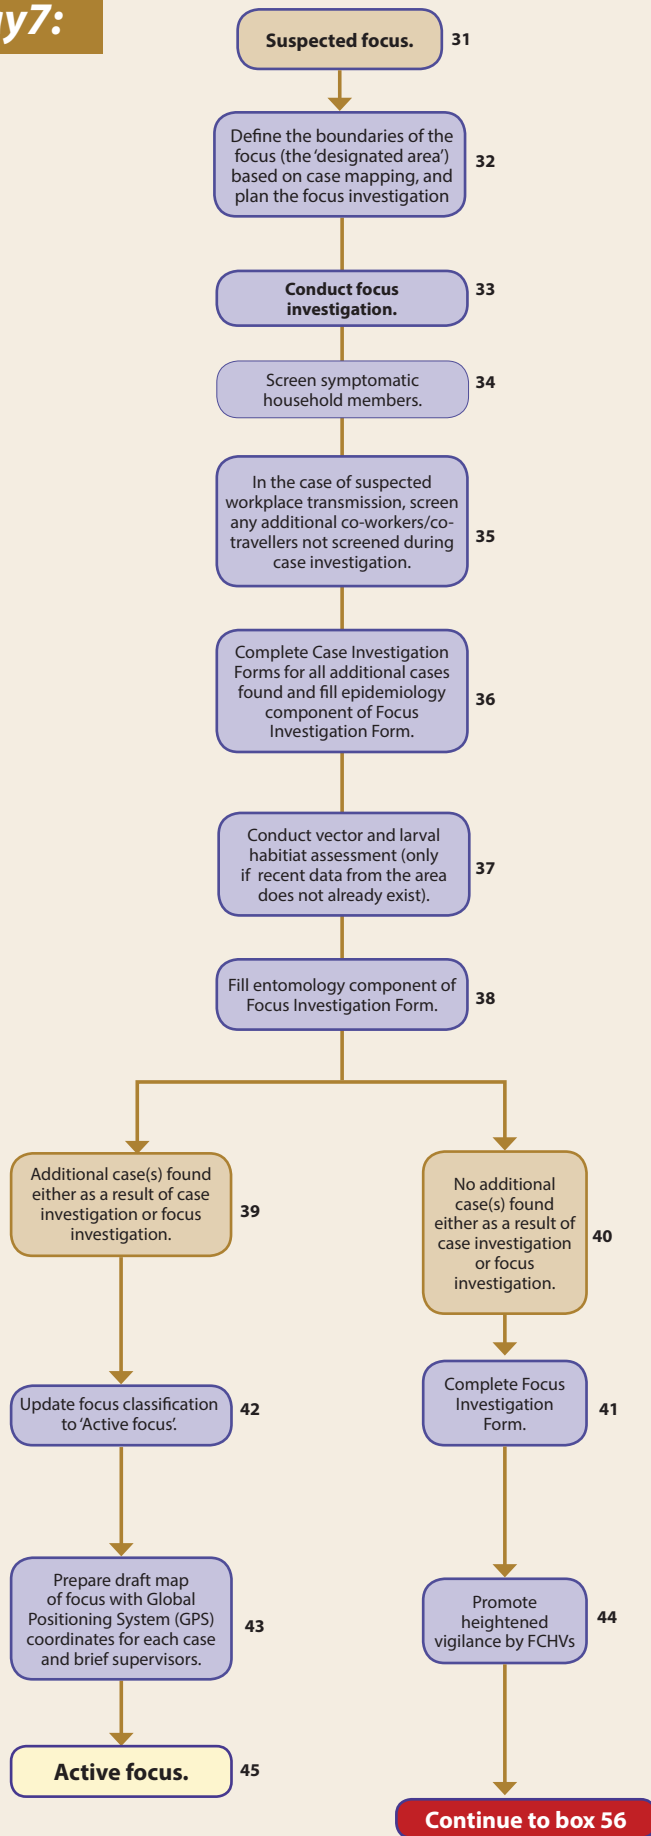 y7:
Suspected focus.
31
Define the boundaries of the
focus (the ‘designated area’)
based on case mapping, and
plan the focus investigation
32
Conduct focus
investigation.
33
Screen symptomatic
household members.
34
In the case of suspected
workplace transmission, screen
any additional co-workers/co-
travellers not screened during
case investigation.
35
Complete Case Investigation
Forms for all additional cases
found and fill epidemiology
component of Focus
Investigation Form.
36
Conduct vector and larval
habitiat assessment (only
if recent data from the area
does not already exist).
37
Fill entomology component of
Focus Investigation Form.
38
Additional case(s) found
either as a result of case
investigation or focus
investigation.
39
No additional
case(s) found
either as a result of
case investigation
or focus
investigation.
40
Update focus classification
to ‘Active focus’.
42
Complete Focus
Investigation
Form.
41
Prepare draft map
of focus with Global
Positioning System (GPS)
coordinates for each case
and brief supervisors.
43
Promote
heightened
vigilance by FCHVs
44
Active focus.
45
Continue to box 56